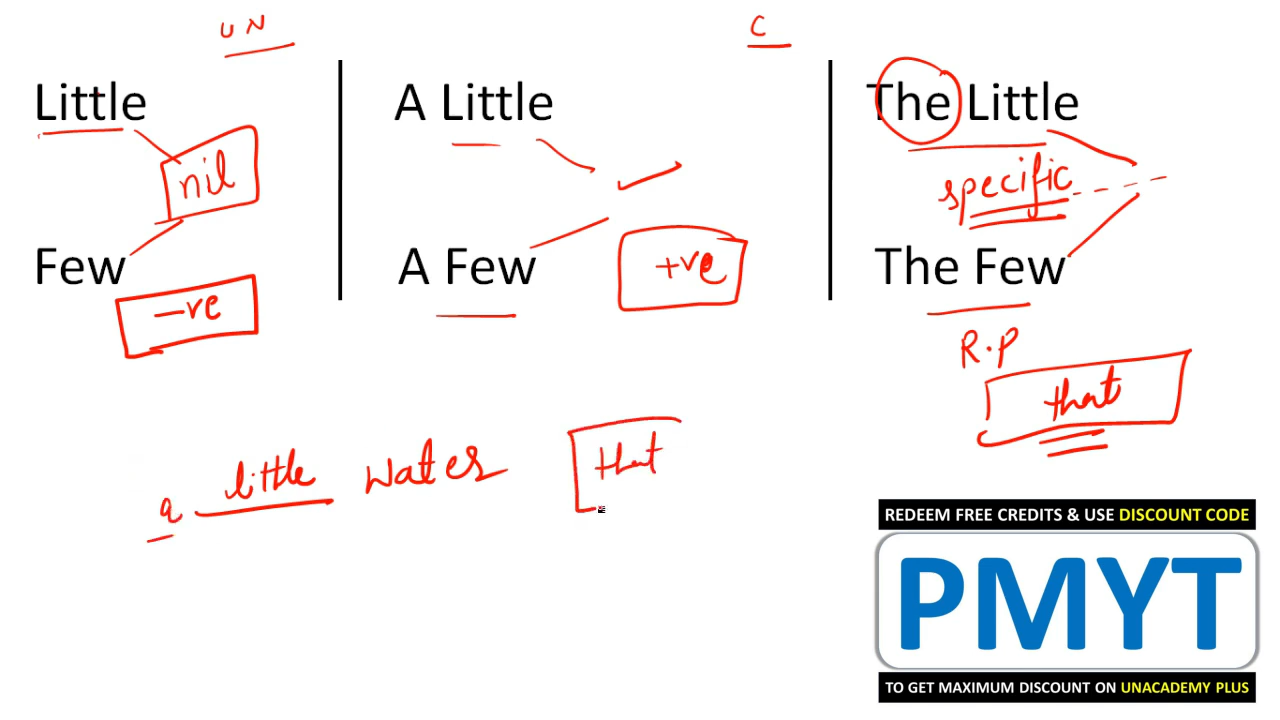 UN
C
Little
A Little
The Little
nil
specific
Few
A Few
The Few
-ve
+ve
R.P
that
a little water that
REDEEM FREE CREDITS & USE DISCOUNT CODE
PMYT
TO GET MAXIMUM DISCOUNT ON UNACADEMY PLUS